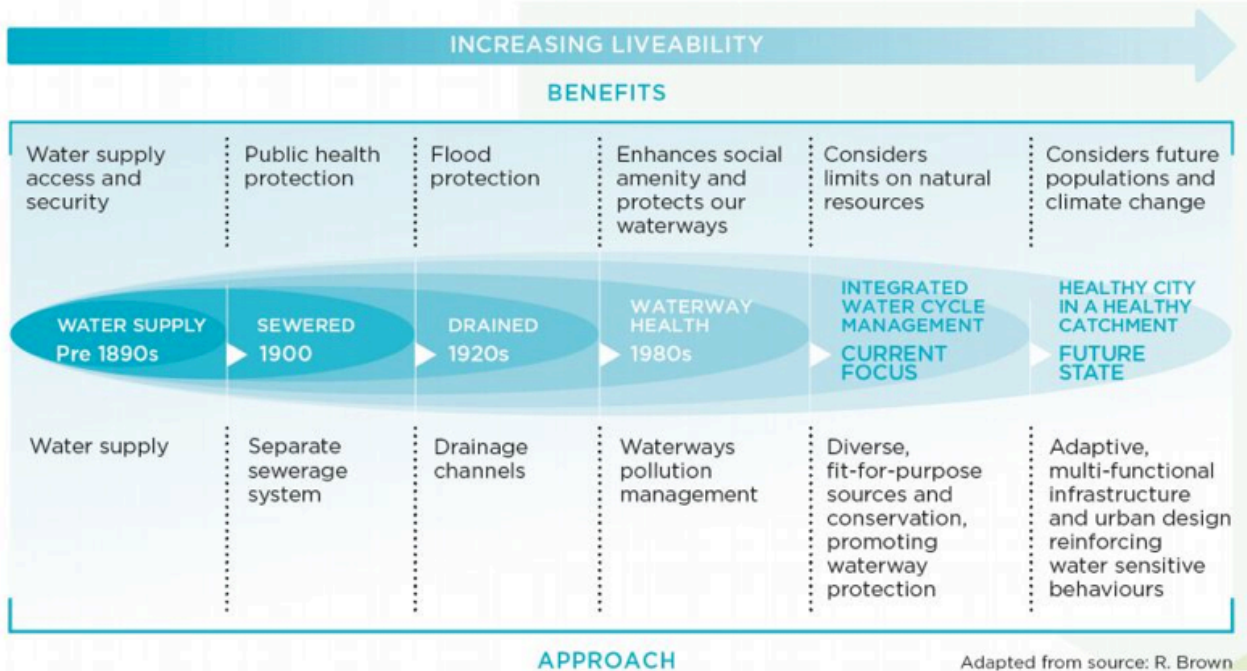 INCREASING LIVEABILITY
BENEFITS
Water supply
access and
security
Public health
protection
Flood
protection
Enhances social
amenity and
protects our
waterways
Considers
limits on natural
resources
Considers future
populations and
climate change
WATER SUPPLY
Pre 1890s
SEWERED
1900
DRAINED
1920s
WATERWAY
HEALTH
1980s
INTEGRATED
WATER CYCLE
MANAGEMENT
CURRENT
FOCUS
HEALTHY CITY
IN A HEALTHY
CATCHMENT
FUTURE
STATE
Water supply
Separate
sewerage
system
Drainage
channels
Waterways
pollution
management
Diverse,
fit-for-purpose
sources and
conservation,
promoting
waterway
protection
Adaptive,
multi-functional
infrastructure
and urban design
reinforcing
water sensitive
behaviours
APPROACH
Adapted from source: R. Brown